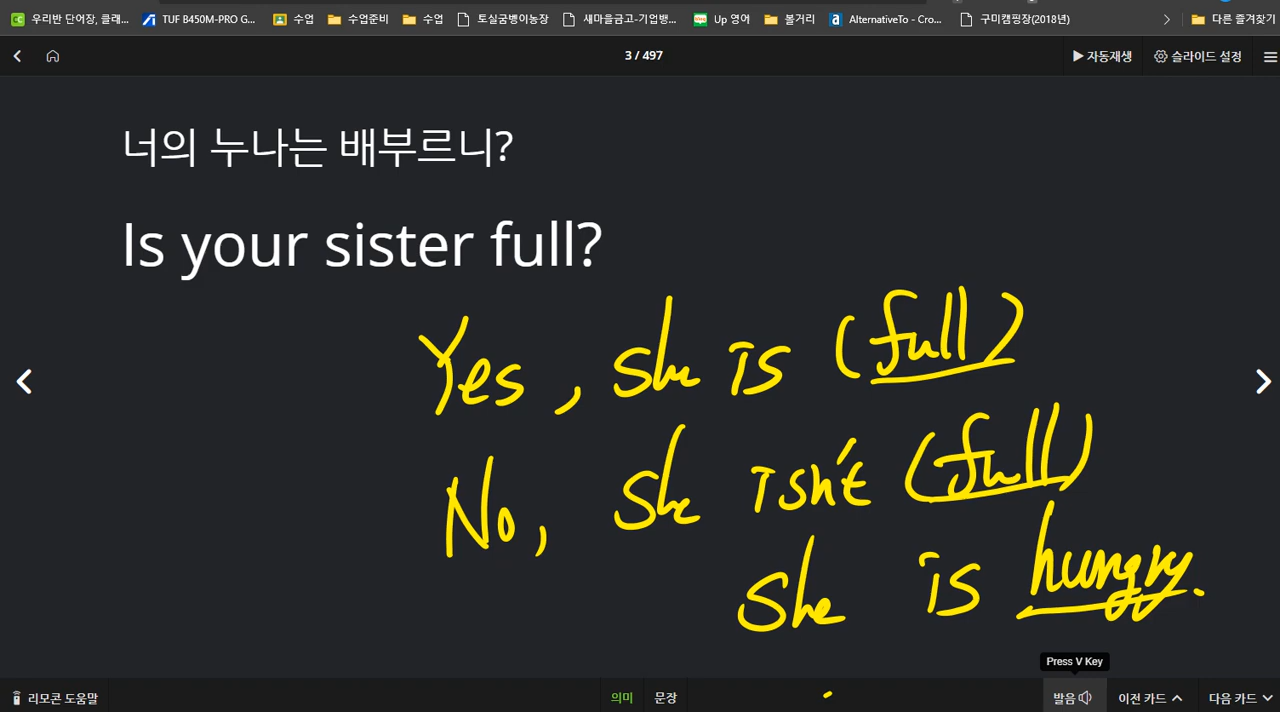 우리반 단어장, 클래... TUF B450M-PRO G... 수업 수업준비 수업 토실굼벵이농장 새마을금고-기업뱅... Up 영어 볼거리 AlternativeTo - Cro... 구미캠핑장(2018년) 다른 즐겨찾기
3 / 497 자동재생 슬라이드 설정
너의 누나는 배부르니?
Is your sister full?
Yes, she is (full)
No, she isn't (full)
She is hungry.
Press V Key
리모콘 도움말 의미 문장 발음 이전 카드 다음 카드